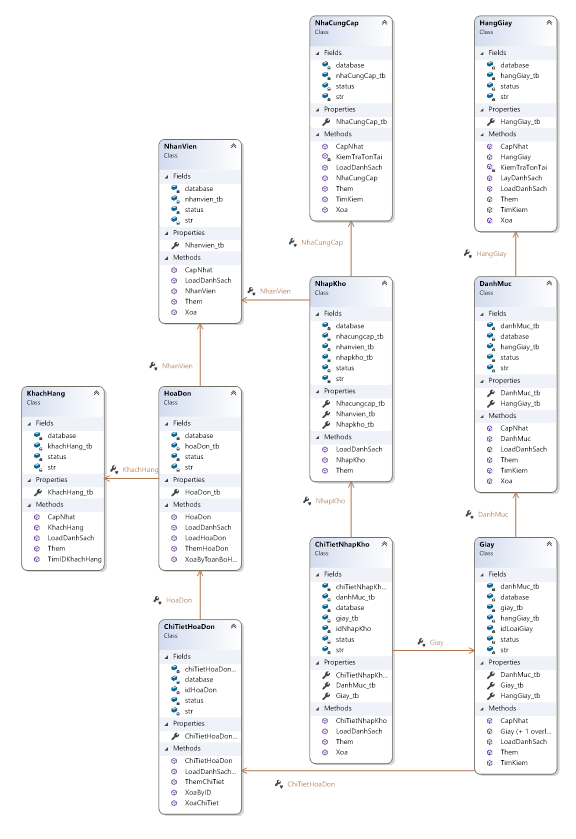 NhaCungCap
Class
Fields
database
nhaCungCap_tb
status
str
Properties
NhaCungCap_tb
Methods
CapNhat
KiemTraTonTai
LoadDanhSach
NhaCungCap
Them
TimKiem
Xoa
HangGiay
Class
Fields
database
hangGiay_tb
status
str
Properties
HangGiay_tb
Methods
CapNhat
HangGiay
KiemTraTonTai
LayDanhSach
LoadDanhSach
Them
TimKiem
Xoa
NhanVien
Class
Fields
database
nhanvien_tb
status
str
Properties
Nhanvien_tb
Methods
CapNhat
LoadDanhSach
NhanVien
Them
Xoa
NhaCungCap
HangGiay
NhanVien
NhapKho
Class
Fields
database
nhacungcap_tb
nhanvien_tb
nhapkho_tb
status
str
Properties
Nhacungcap_tb
Nhanvien_tb
Nhapkho_tb
Methods
LoadDanhSach
NhapKho
Them
DanhMuc
Class
Fields
danhMuc_tb
database
hangGiay_tb
status
str
Properties
DanhMuc_tb
HangGiay_tb
Methods
CapNhat
DanhMuc
LoadDanhSach
Them
TimKiem
Xoa
NhanVien
KhachHang
Class
Fields
database
khachHang_tb
status
str
Properties
KhachHang_tb
Methods
CapNhat
KhachHang
LoadDanhSach
Them
TimIDKhachHang
KhachHang
HoaDon
Class
Fields
database
hoaDon_tb
status
str
Properties
HoaDon_tb
Methods
HoaDon
LoadDanhSach
LoadHoaDon
ThemHoaDon
XoaByToanBoH...
NhapKho
DanhMuc
HoaDon
ChiTietNhapKho
Class
Fields
chiTietNhapKh...
danhMuc_tb
database
giay_tb
idNhapKho
status
str
Properties
ChiTietNhapKh...
DanhMuc_tb
Giay_tb
Methods
ChiTietNhapKho
LoadDanhSach
Them
Xoa
Giay
Giay
Class
Fields
danhMuc_tb
database
giay_tb
hangGiay_tb
idLoaiGiay
status
str
Properties
DanhMuc_tb
Giay_tb
HangGiay_tb
Methods
CapNhat
Giay (+ 1 overl...
LoadDanhSach
Them
TimKiem
ChiTietHoaDon
Class
Fields
chiTietHoaDon...
database
idHoaDon
status
str
Properties
ChiTietHoaDon...
Methods
ChiTietHoaDon
LoadDanhSach...
ThemChiTiet
XoaByID
XoaChiTiet
ChiTietHoaDon